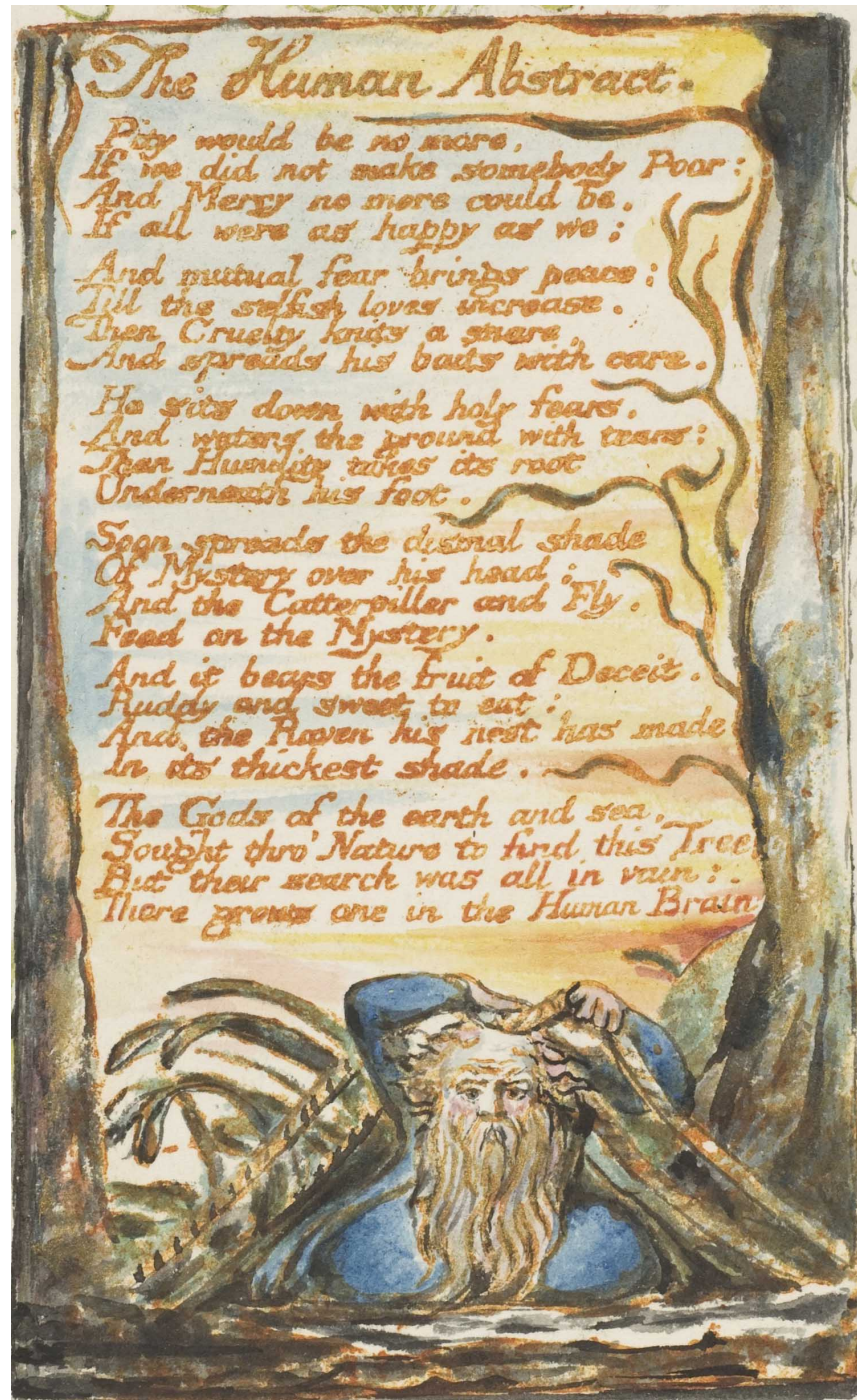 The Human Abstract.
Pity would be no more,
If we did not make somebody Poor:
And Mercy no more could be,
If all were as happy as we;
And mutual fear brings peace:
Till the selfish loves increase.
Then Cruelty knits a snare,
And spreads his baits with care.
He sits down with holy fears,
And waters the ground with tears:
Then Humility takes its root
Underneath his foot.
Soon spreads the dismal shade
Of Mystery over his head:
And the Catterpiller and Fly,
Feed on the Mystery.
And it bears the fruit of Deceit.
Ruddy and sweet to eat:
And the Raven his nest has made
In its thickest shade.
The Gods of the earth and sea,
Sought thro' Nature to find this Tree
But their search was all in vain:
There grows one in the Human Brain